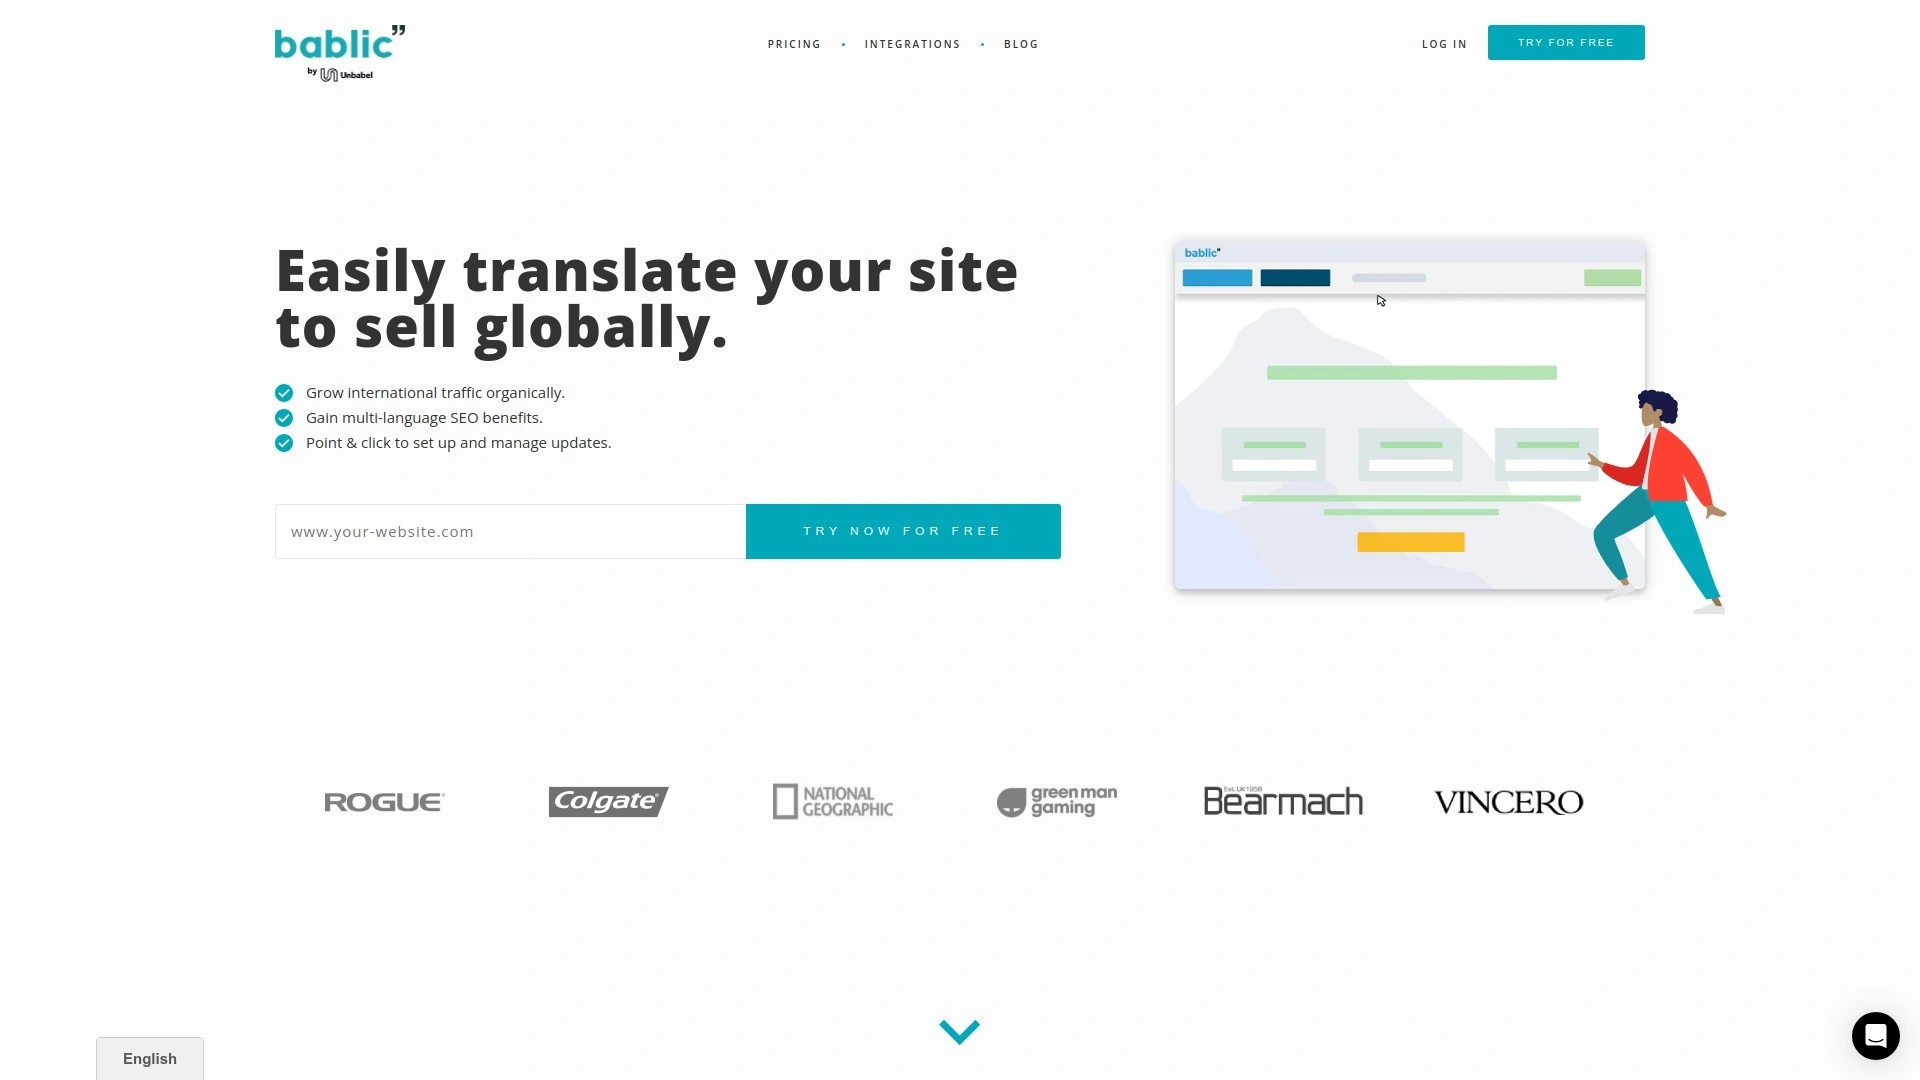 bablic”
by Unbabel
PRICING • INTEGRATIONS • BLOG
LOG IN
TRY FOR FREE
Easily translate your site
to sell globally.
Grow international traffic organically.
Gain multi-language SEO benefits.
Point & click to set up and manage updates.
www.your-website.com
TRY NOW FOR FREE
bablic”
ROGUE
Colgate
NATIONAL
GEOGRAPHIC
green man
gaming
Est. UK 1958
Bearmach
VINCERO
English